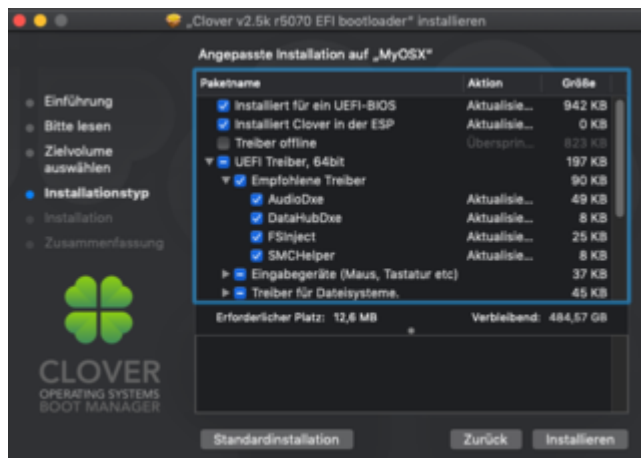 „Clover v2.5k r5070 EFI bootloader“ installieren
Angepasste Installation auf „MyOSX“
Paketname Aktion Größe
Installiert für ein UEFI-BIOS Aktualisie... 942 KB
Installiert Clover in der ESP Aktualisie... 0 KB
Treiber offline Übersprin... 823 KB
UEFI Treiber, 64bit 197 KB
Empfohlene Treiber 90 KB
AudioDxe Aktualisie... 49 KB
DataHubDxe Aktualisie... 8 KB
FSInject Aktualisie... 25 KB
SMCHelper Aktualisie... 8 KB
Eingabegeräte (Maus, Tastatur etc) 37 KB
Treiber für Dateisysteme. 45 KB
Erforderlicher Platz: 12,6 MB Verbleibend: 484,57 GB
Einführung
Bitte lesen
Zielvolume
auswählen
Installationstyp
Installation
Zusammenfassung
CLOVER
OPERATING SYSTEMS
BOOT MANAGER
Standardinstallation Zurück Installieren